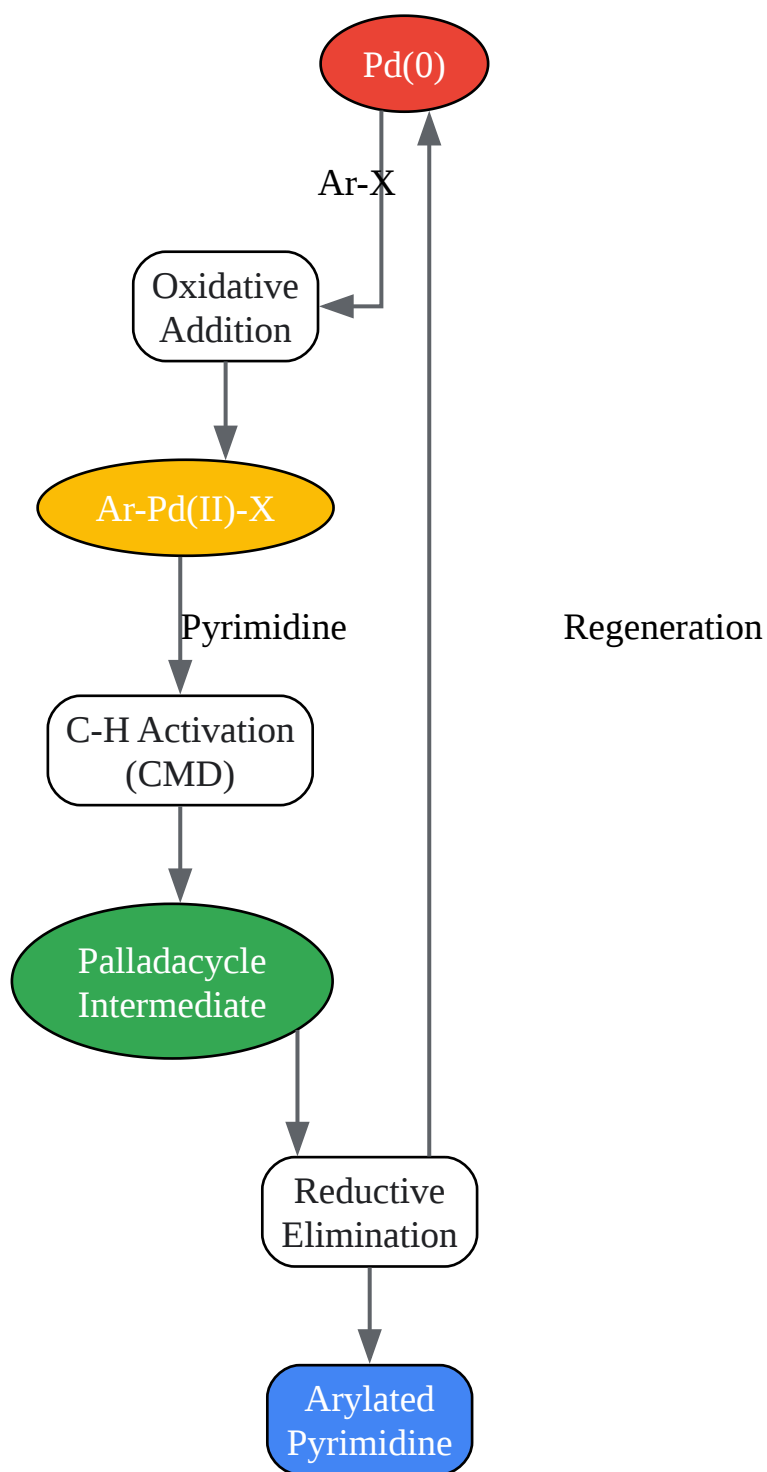 Pd(0)
Ar-X
Oxidative
Addition
Ar-Pd(II)-X
Pyrimidine
Regeneration
C-H Activation
(CMD)
Palladacycle
Intermediate
Reductive
Elimination
Arylated
Pyrimidine